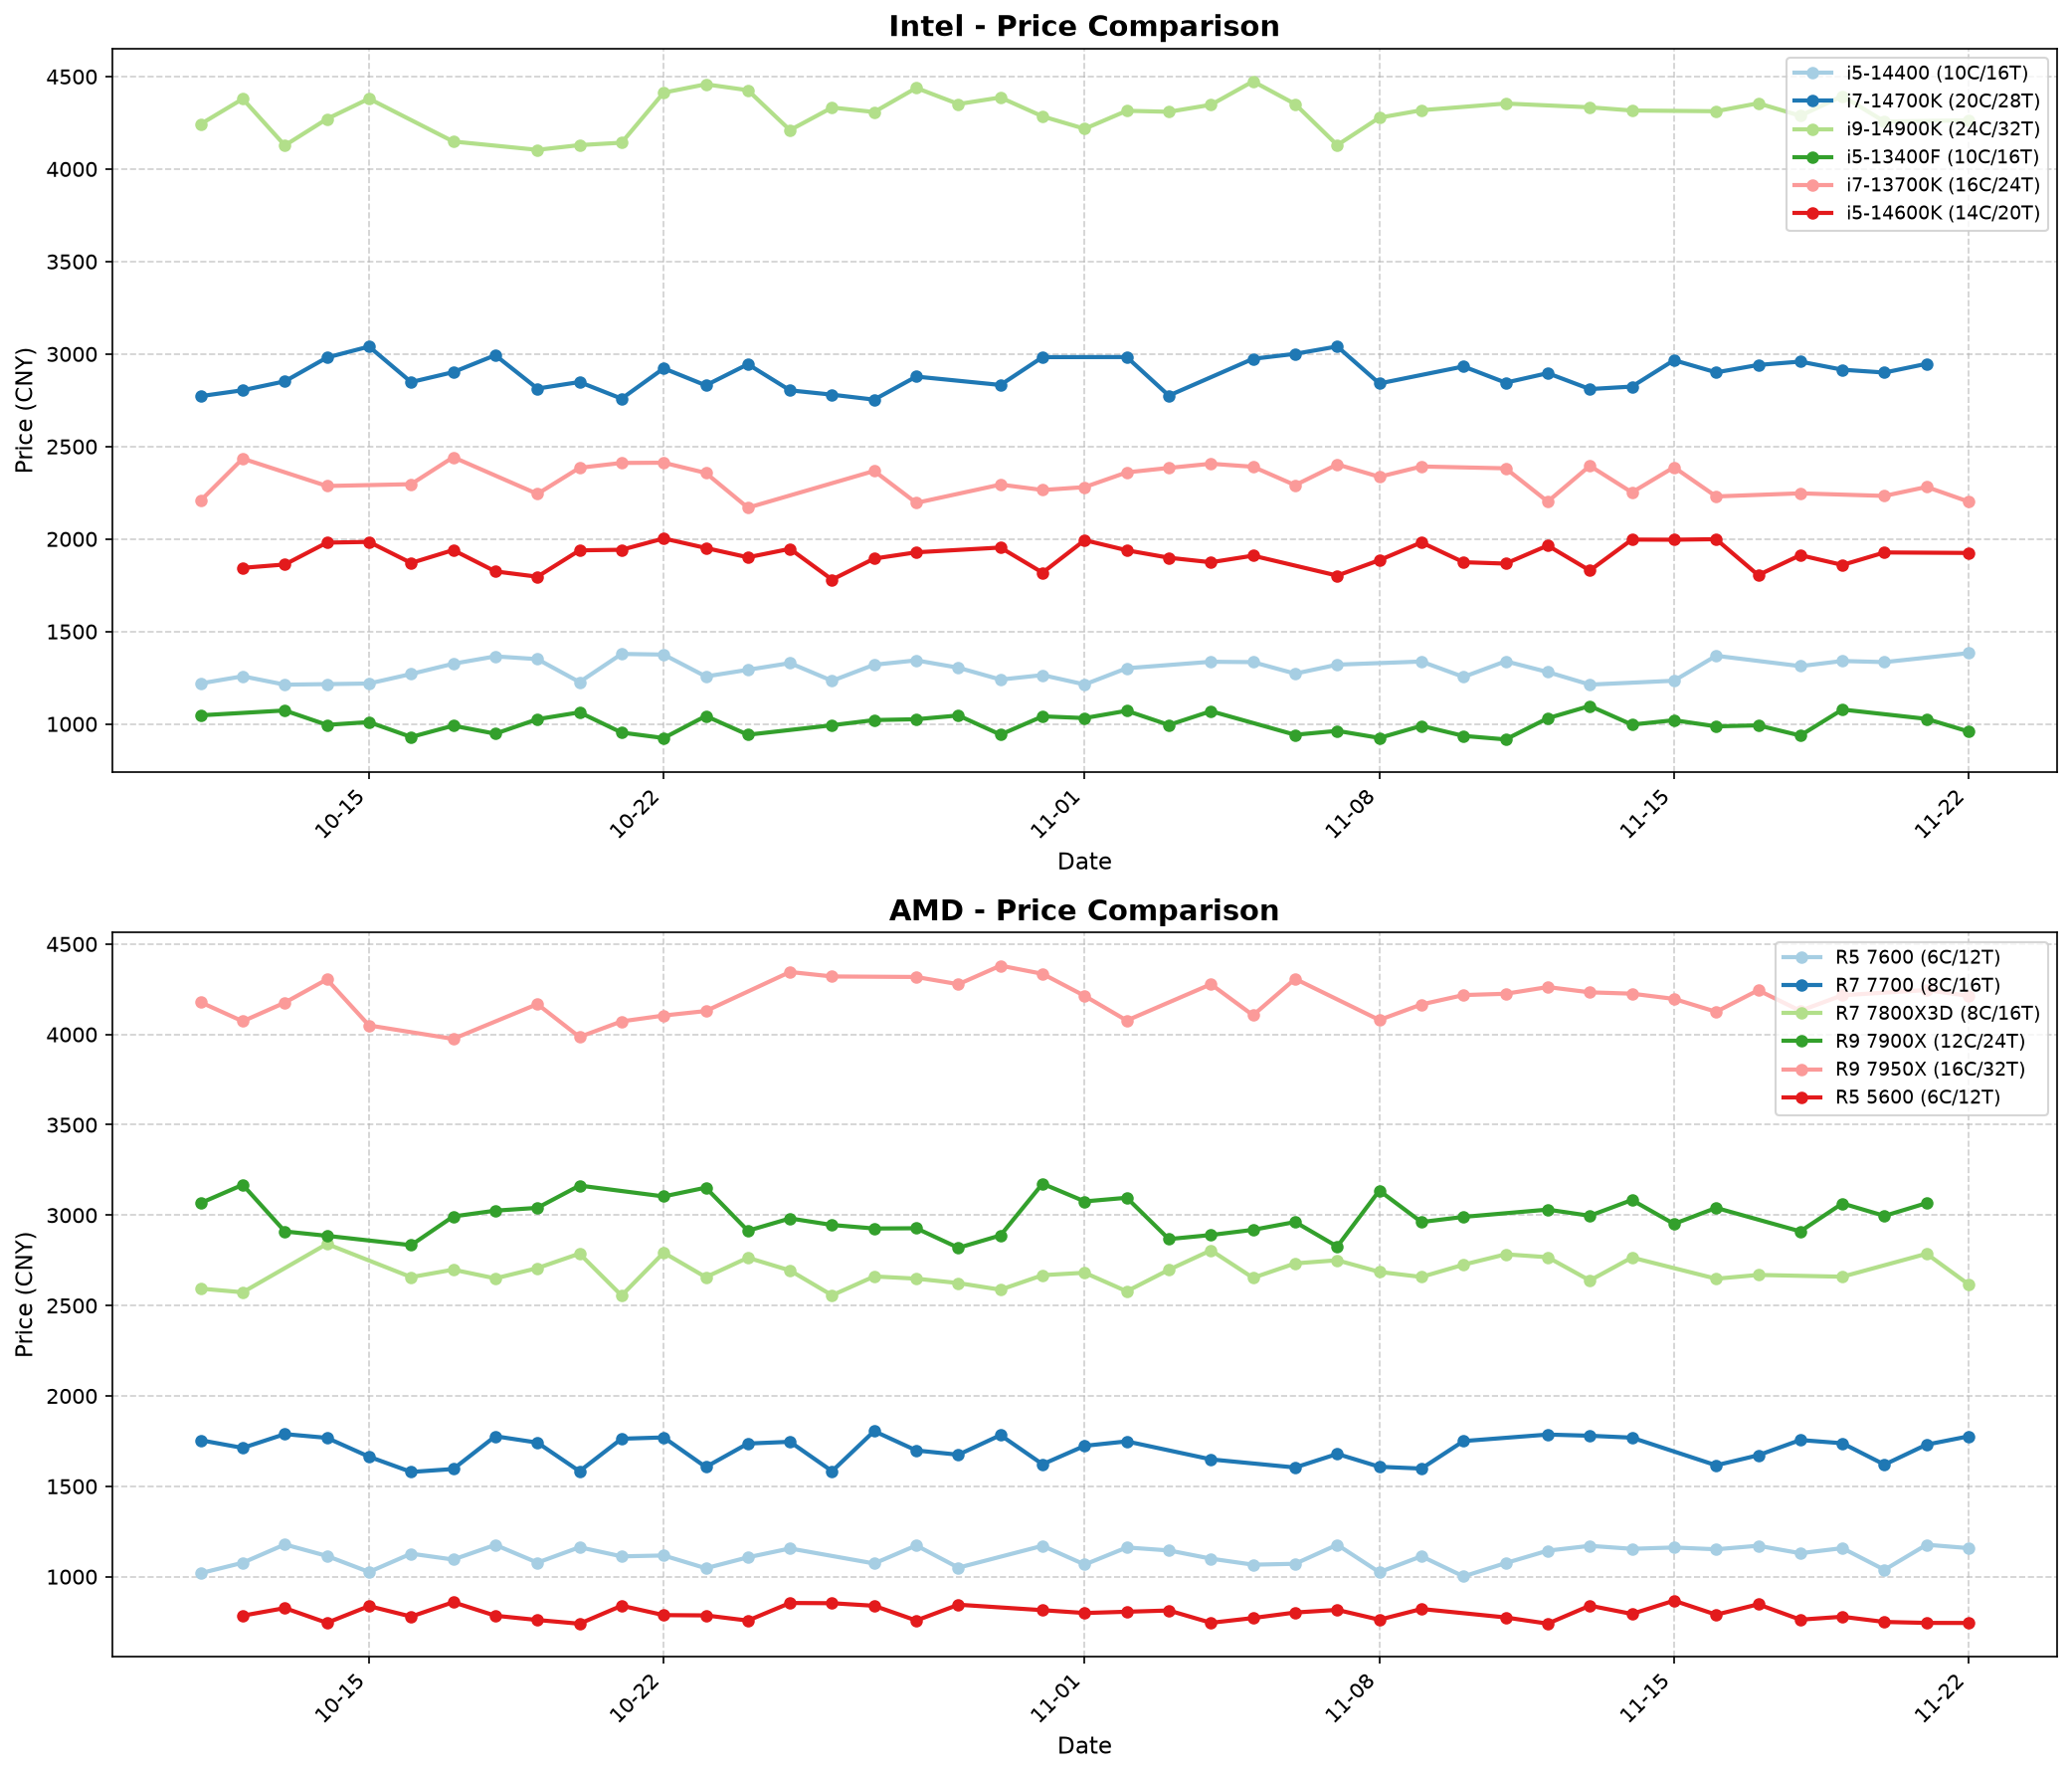 Intel - Price Comparison
Price (CNY)
4500
4000
3500
3000
2500
2000
1500
1000
i5-14400 (10C/16T)
i7-14700K (20C/28T)
i9-14900K (24C/32T)
i5-13400F (10C/16T)
i7-13700K (16C/24T)
i5-14600K (14C/20T)
10-15
10-22
11-01
11-08
11-15
11-22
Date
AMD - Price Comparison
Price (CNY)
4500
4000
3500
3000
2500
2000
1500
1000
R5 7600 (6C/12T)
R7 7700 (8C/16T)
R7 7800X3D (8C/16T)
R9 7900X (12C/24T)
R9 7950X (16C/32T)
R5 5600 (6C/12T)
10-15
10-22
11-01
11-08
11-15
11-22
Date